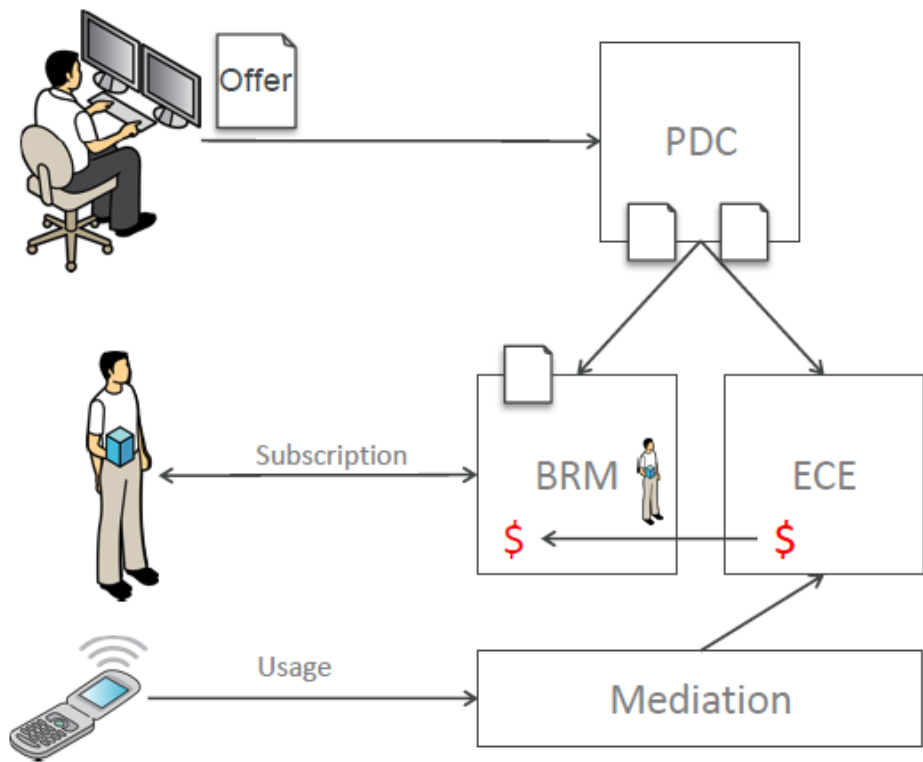 Offer
PDC
Subscription
BRM
ECE
$
$
Usage
Mediation